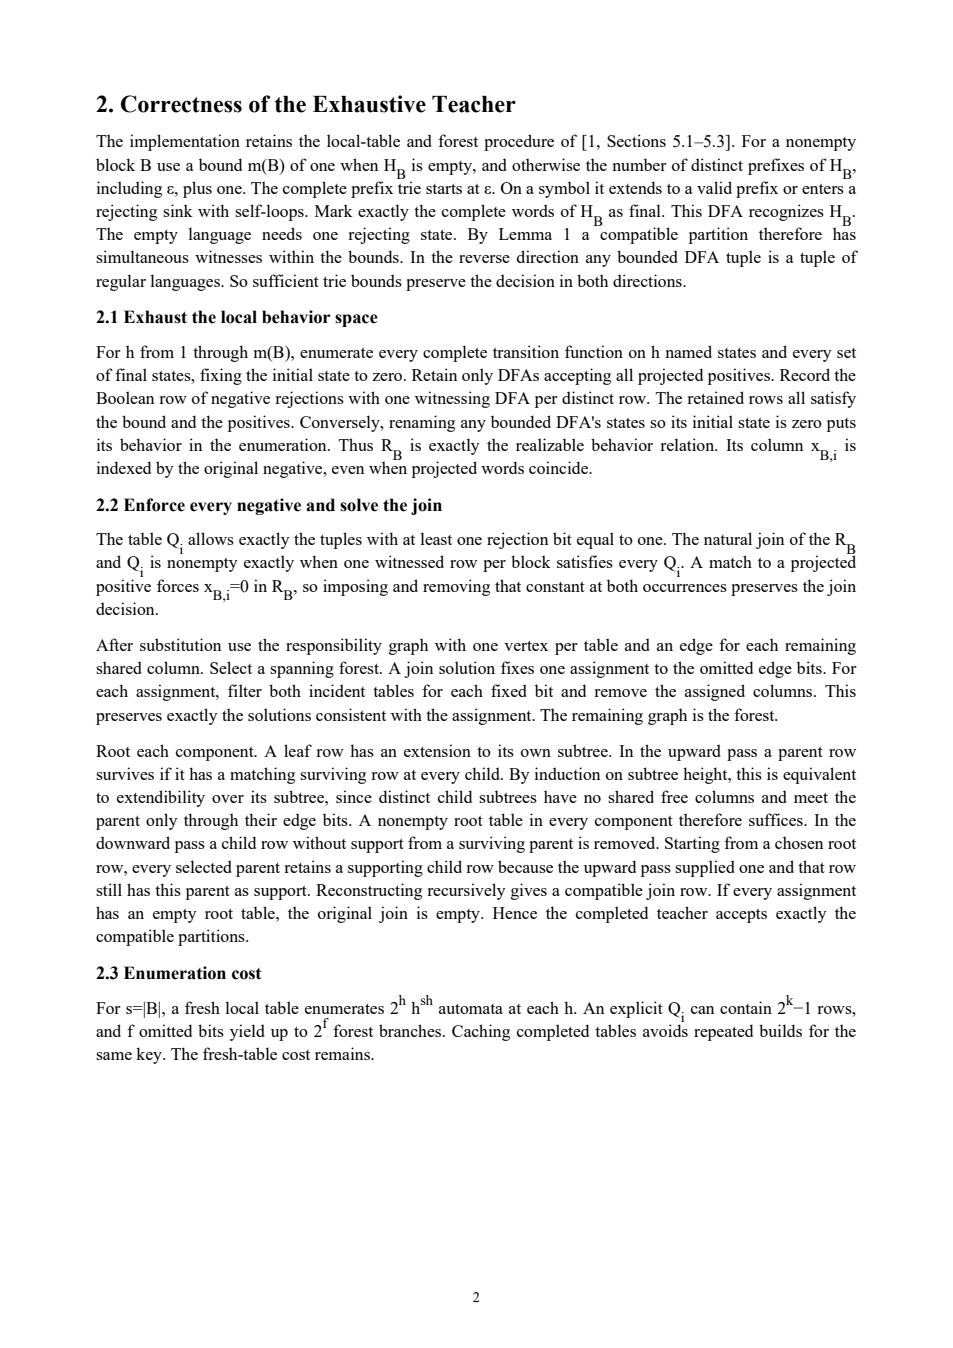 2. Correctness of the Exhaustive Teacher
The implementation retains the local-table and forest procedure of [1, Sections 5.1–5.3]. For a nonempty
block B use a bound m(B) of one when H_B is empty, and otherwise the number of distinct prefixes of H_B,
including ε, plus one. The complete prefix trie starts at ε. On a symbol it extends to a valid prefix or enters a
rejecting sink with self-loops. Mark exactly the complete words of H_B as final. This DFA recognizes H_B.
The empty language needs one rejecting state. By Lemma 1 a compatible partition therefore has
simultaneous witnesses within the bounds. In the reverse direction any bounded DFA tuple is a tuple of
regular languages. So sufficient trie bounds preserve the decision in both directions.
2.1 Exhaust the local behavior space
For h from 1 through m(B), enumerate every complete transition function on h named states and every set
of final states, fixing the initial state to zero. Retain only DFAs accepting all projected positives. Record the
Boolean row of negative rejections with one witnessing DFA per distinct row. The retained rows all satisfy
the bound and the positives. Conversely, renaming any bounded DFA's states so its initial state is zero puts
its behavior in the enumeration. Thus R_B is exactly the realizable behavior relation. Its column x_B,i is
indexed by the original negative, even when projected words coincide.
2.2 Enforce every negative and solve the join
The table Q_i allows exactly the tuples with at least one rejection bit equal to one. The natural join of the R_B
and Q_i is nonempty exactly when one witnessed row per block satisfies every Q_i. A match to a projected
positive forces x_B,i=0 in R_B, so imposing and removing that constant at both occurrences preserves the join
decision.
After substitution use the responsibility graph with one vertex per table and an edge for each remaining
shared column. Select a spanning forest. A join solution fixes one assignment to the omitted edge bits. For
each assignment, filter both incident tables for each fixed bit and remove the assigned columns. This
preserves exactly the solutions consistent with the assignment. The remaining graph is the forest.
Root each component. A leaf row has an extension to its own subtree. In the upward pass a parent row
survives if it has a matching surviving row at every child. By induction on subtree height, this is equivalent
to extendibility over its subtree, since distinct child subtrees have no shared free columns and meet the
parent only through their edge bits. A nonempty root table in every component therefore suffices. In the
downward pass a child row without support from a surviving parent is removed. Starting from a chosen root
row, every selected parent retains a supporting child row because the upward pass supplied one and that row
still has this parent as support. Reconstructing recursively gives a compatible join row. If every assignment
has an empty root table, the original join is empty. Hence the completed teacher accepts exactly the
compatible partitions.
2.3 Enumeration cost
For s=|B|, a fresh local table enumerates 2^h h^sh automata at each h. An explicit Q_i can contain 2^k−1 rows,
and f omitted bits yield up to 2^f forest branches. Caching completed tables avoids repeated builds for the
same key. The fresh-table cost remains.
2